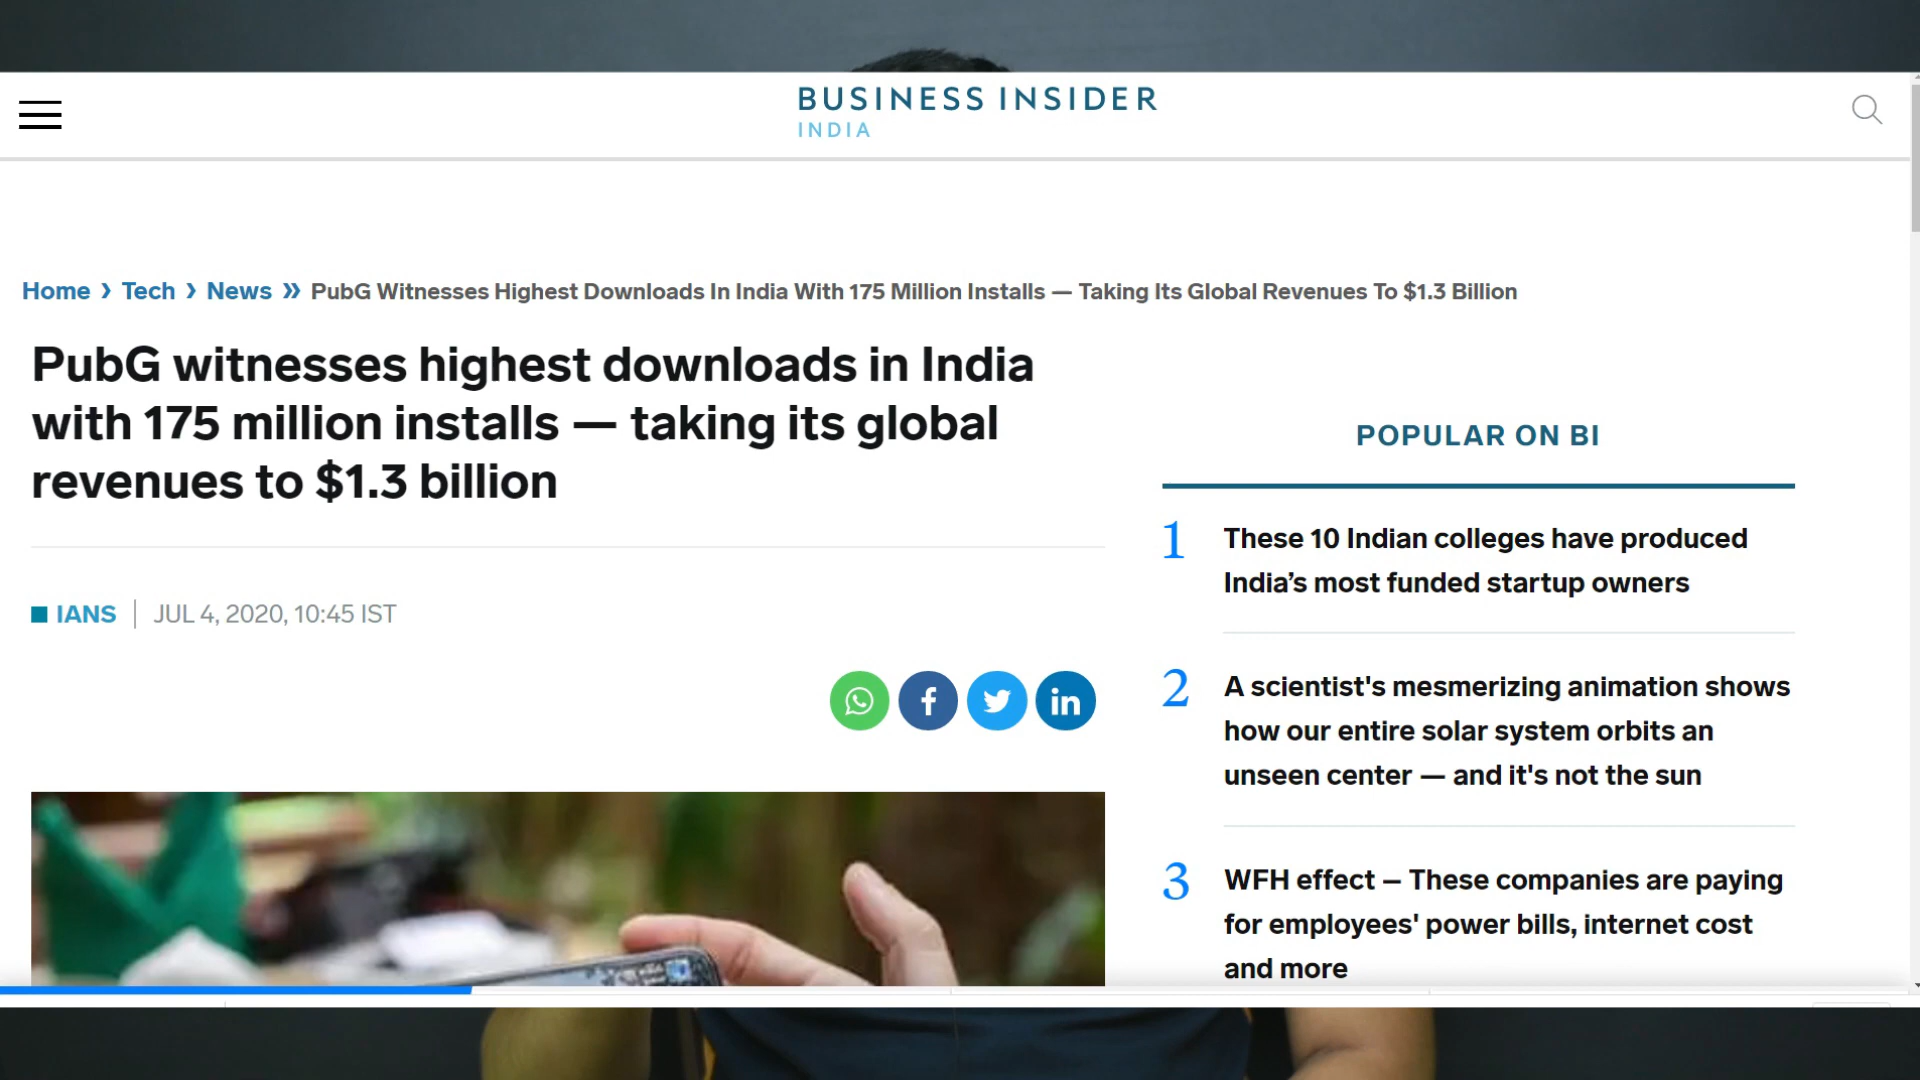 BUSINESS INSIDER
INDIA
Home › Tech › News » PubG Witnesses Highest Downloads In India With 175 Million Installs — Taking Its Global Revenues To $1.3 Billion
PubG witnesses highest downloads in India
with 175 million installs — taking its global
revenues to $1.3 billion
IANS | JUL 4, 2020, 10:45 IST
POPULAR ON BI
1 These 10 Indian colleges have produced
India’s most funded startup owners
2 A scientist's mesmerizing animation shows
how our entire solar system orbits an
unseen center — and it's not the sun
3 WFH effect – These companies are paying
for employees' power bills, internet cost
and more